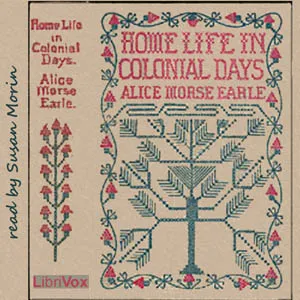 read by Susan Morin
Home Life
in
Colonial
Days.
Alice
Morse
Earle.
HOME LIFE IN
COLONIAL DAYS
ALICE MORSE EARLE
LibriVox